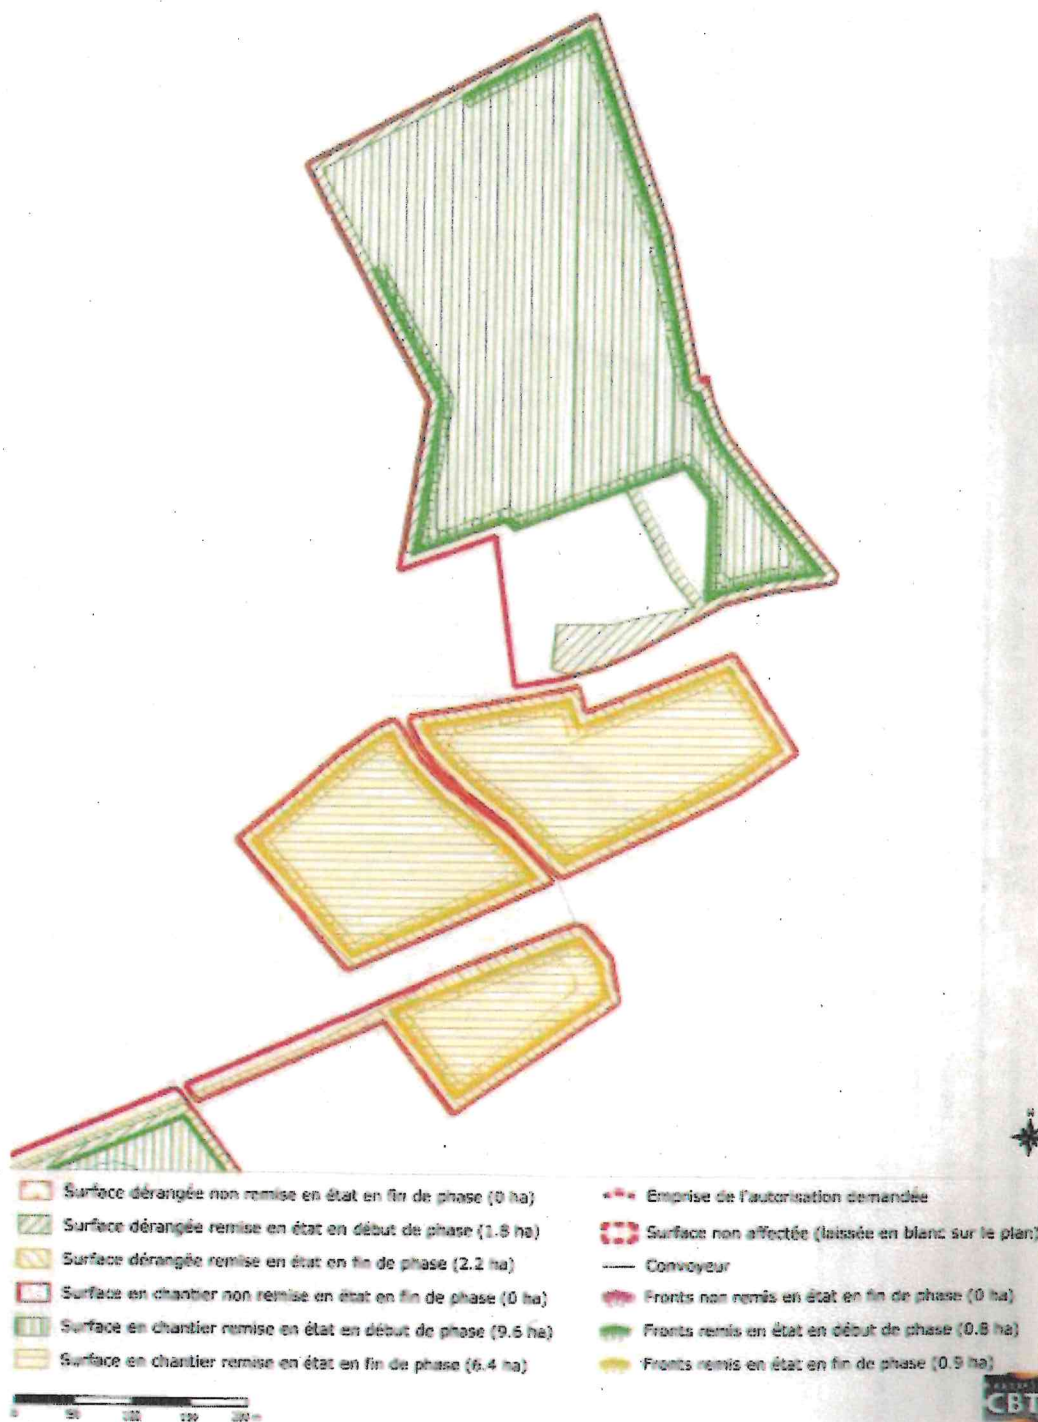 N
Surface dérangée non remise en état en fin de phase (0 ha)
Surface dérangée remise en état en début de phase (1.8 ha)
Surface dérangée remise en état en fin de phase (2.2 ha)
Surface en chantier non remise en état en fin de phase (0 ha)
Surface en chantier remise en état en début de phase (9.6 ha)
Surface en chantier remise en état en fin de phase (6.4 ha)
Emprise de l'autorisation demandée
Surface non affectée (laissée en blanc sur le plan)
Convoyeur
Fronts non remis en état en fin de phase (0 ha)
Fronts remis en état en début de phase (0.8 ha)
Fronts remis en état en fin de phase (0.9 ha)
0 50 100 150 200 m
CBT